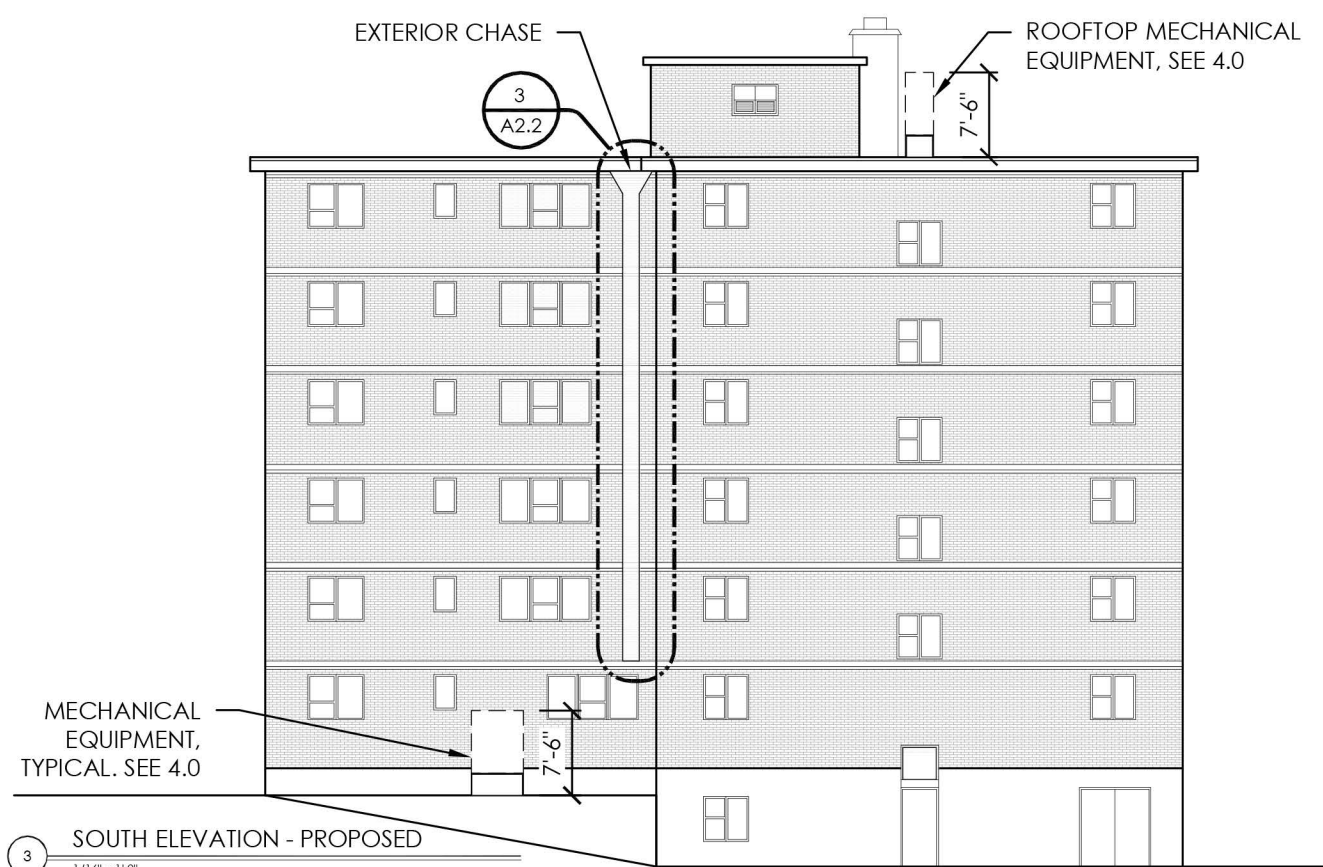 EXTERIOR CHASE
ROOFTOP MECHANICAL
EQUIPMENT, SEE 4.0
3
A2.2
7'-6"
MECHANICAL
EQUIPMENT,
TYPICAL. SEE 4.0
7'-6"
3
SOUTH ELEVATION - PROPOSED